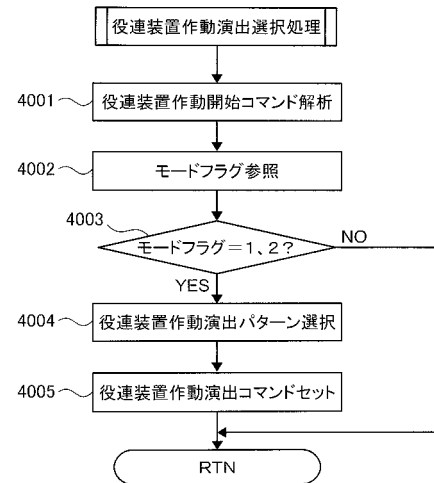 役連装置作動演出選択処理
4001 役連装置作動開始コマンド解析
4002 モードフラグ参照
4003
モードフラグ=1、2?
NO
YES
4004 役連装置作動演出パターン選択
4005 役連装置作動演出コマンドセット
RTN